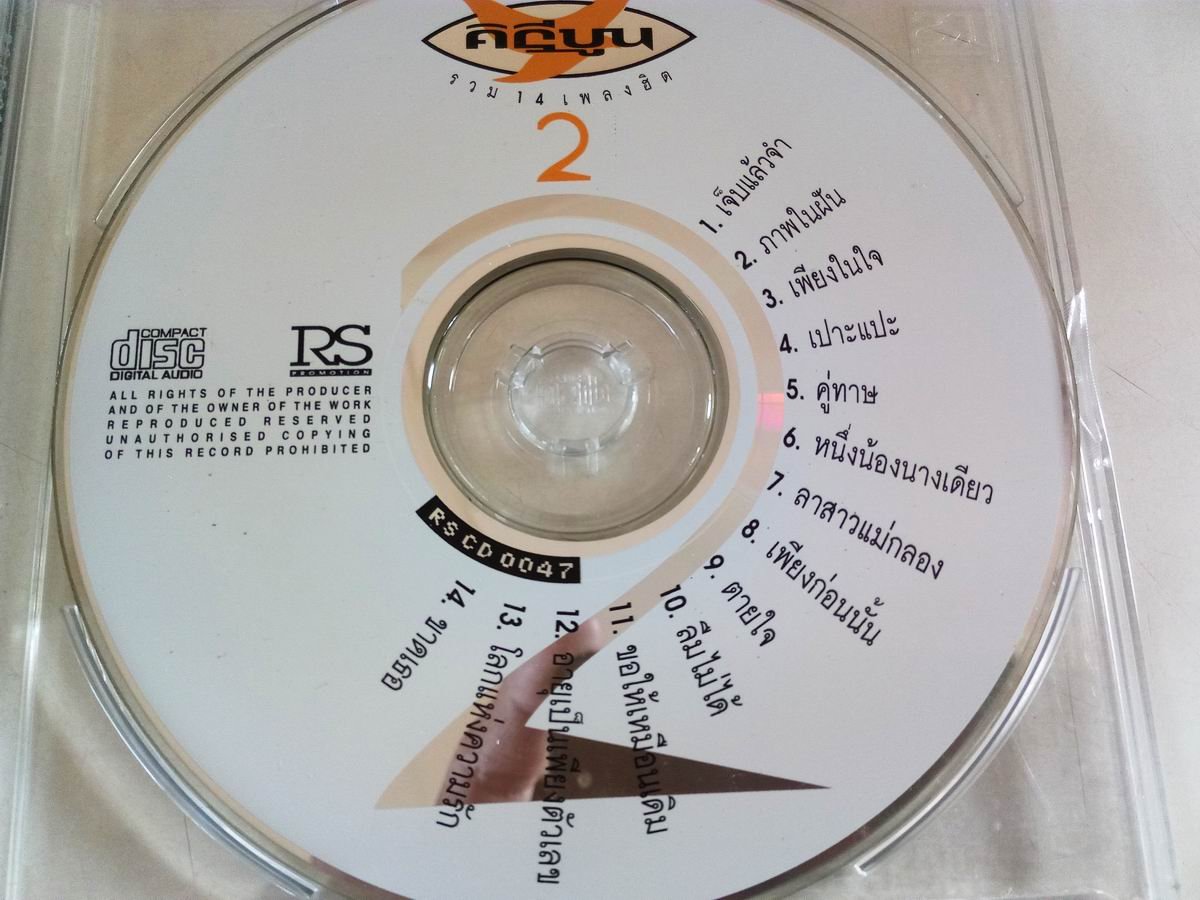 คีรีบูน
รวม 14 เพลงฮิต
2
1. เจ็บแล้วจำ
2. ภาพในฝัน
3. เพียงในใจ
4. เปาะแปะ
5. คู่ทาษ
6. หนึ่งน้องนางเดียว
7. ลาสาวแม่กลอง
8. เพียงก่อนนั้น
9. ตายใจ
10. ลืมไม่ได้
11. ขอให้เหมือนเดิม
12. อายุเป็นเพียงตัวเลข
13. โลกแห่งความรัก
14. ขาดเธอ
COMPACT
disc
DIGITAL AUDIO
RS
PROMOTION
ALL RIGHTS OF THE PRODUCER
AND OF THE OWNER OF THE WORK
REPRODUCED RESERVED
UNAUTHORISED COPYING
OF THIS RECORD PROHIBITED
RS CD 0047